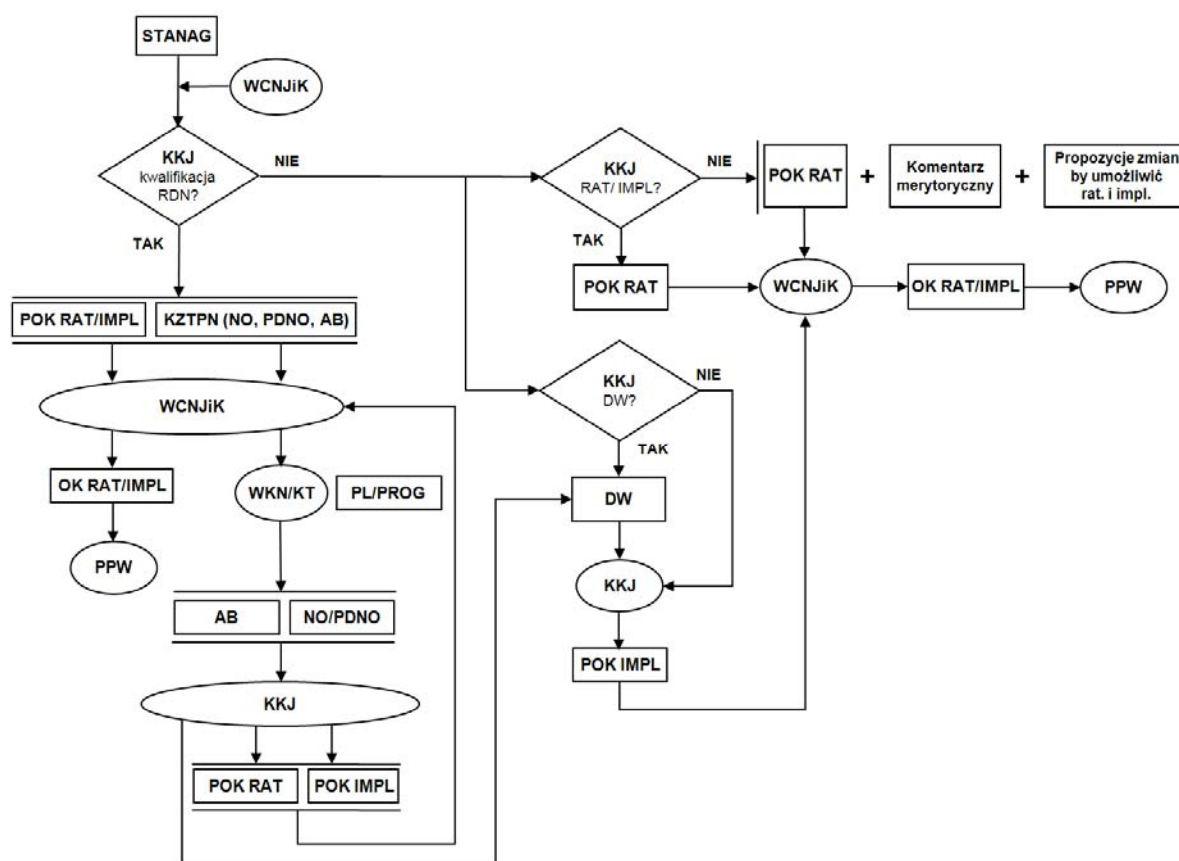 STANAG
WCNJiK
KKJ
kwalifikacja
RDN?
NIE
TAK
KKJ
RAT/ IMPL?
NIE
TAK
POK RAT
+
Komentarz
merytoryczny
+
Propozycje zmian
by umożliwić
rat. i impl.
POK RAT
WCNJiK
OK RAT/IMPL
PPW
POK RAT/IMPL
KZTPN (NO, PDNO, AB)
WCNJiK
OK RAT/IMPL
PPW
WKN/KT
PL/PROG
AB
NO/PDNO
KKJ
POK RAT
POK IMPL
KKJ
DW?
NIE
TAK
DW
KKJ
POK IMPL